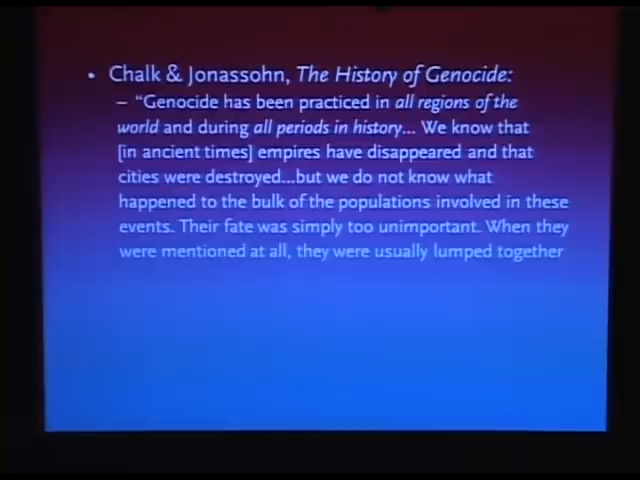 • Chalk & Jonassohn, The History of Genocide:
– “Genocide has been practiced in all regions of the
world and during all periods in history... We know that
[in ancient times] empires have disappeared and that
cities were destroyed...but we do not know what
happened to the bulk of the populations involved in these
events. Their fate was simply too unimportant. When they
were mentioned at all, they were usually lumped together